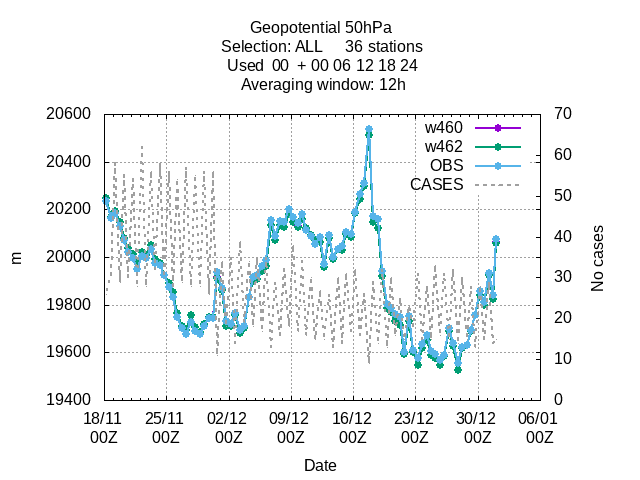 Geopotential 50hPa
Selection: ALL     36 stations
Used  00  + 00 06 12 18 24
Averaging window: 12h
20600
20400
20200
20000
19800
19600
19400
m
70
60
50
40
30
20
10
0
No cases
w460
w462
OBS
CASES
18/11 25/11 02/12 09/12 16/12 23/12 30/12 06/01
00Z 00Z 00Z 00Z 00Z 00Z 00Z 00Z
Date